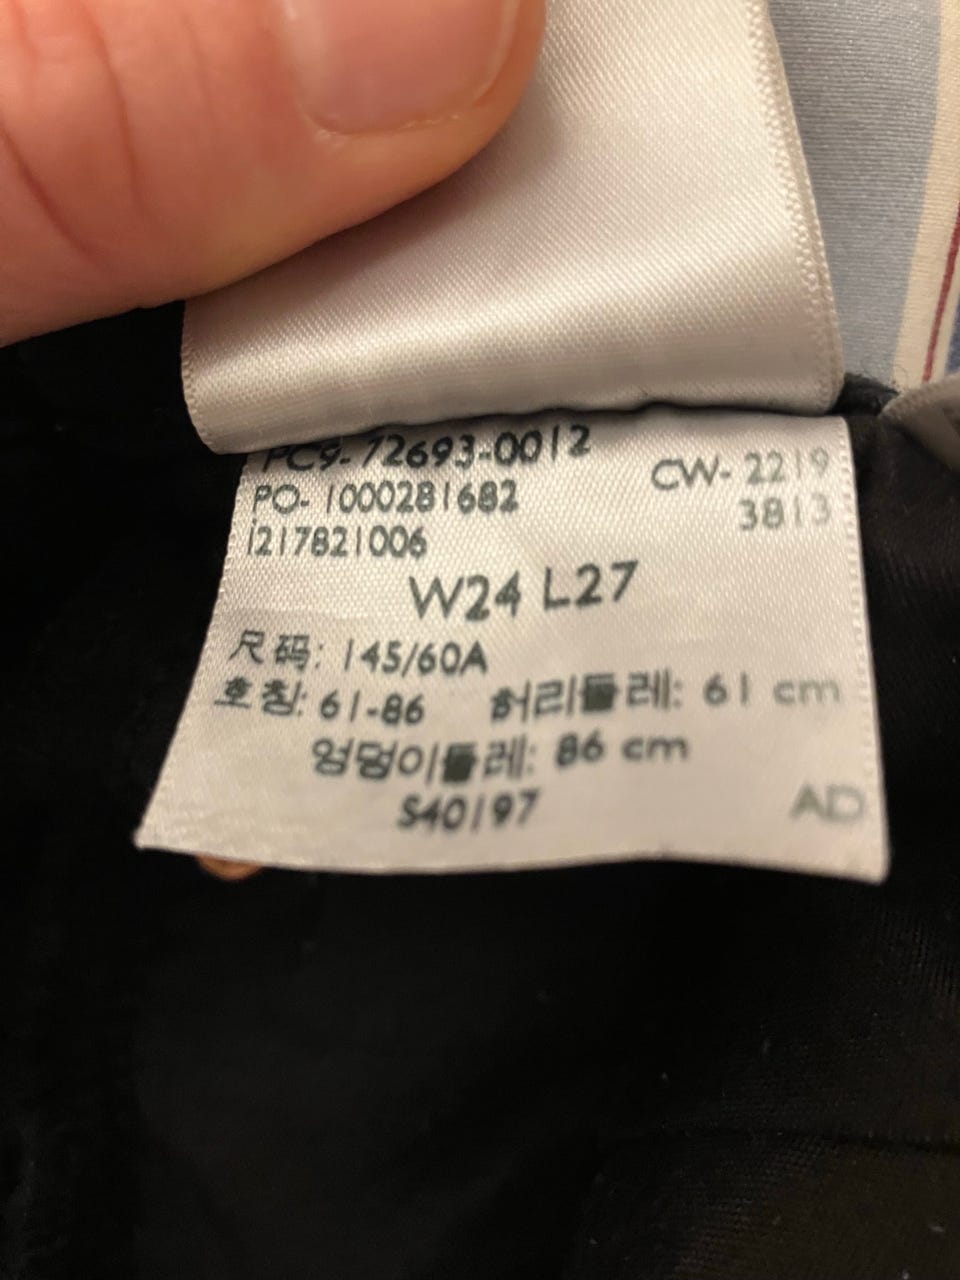 PC9-72693-0012
CW-2219
PO-1000281682
3813
1217821006
W24 L27
尺码: 145/60A
호칭: 61-86 허리둘레: 61 cm
엉덩이둘레: 86 cm
S40197
AD